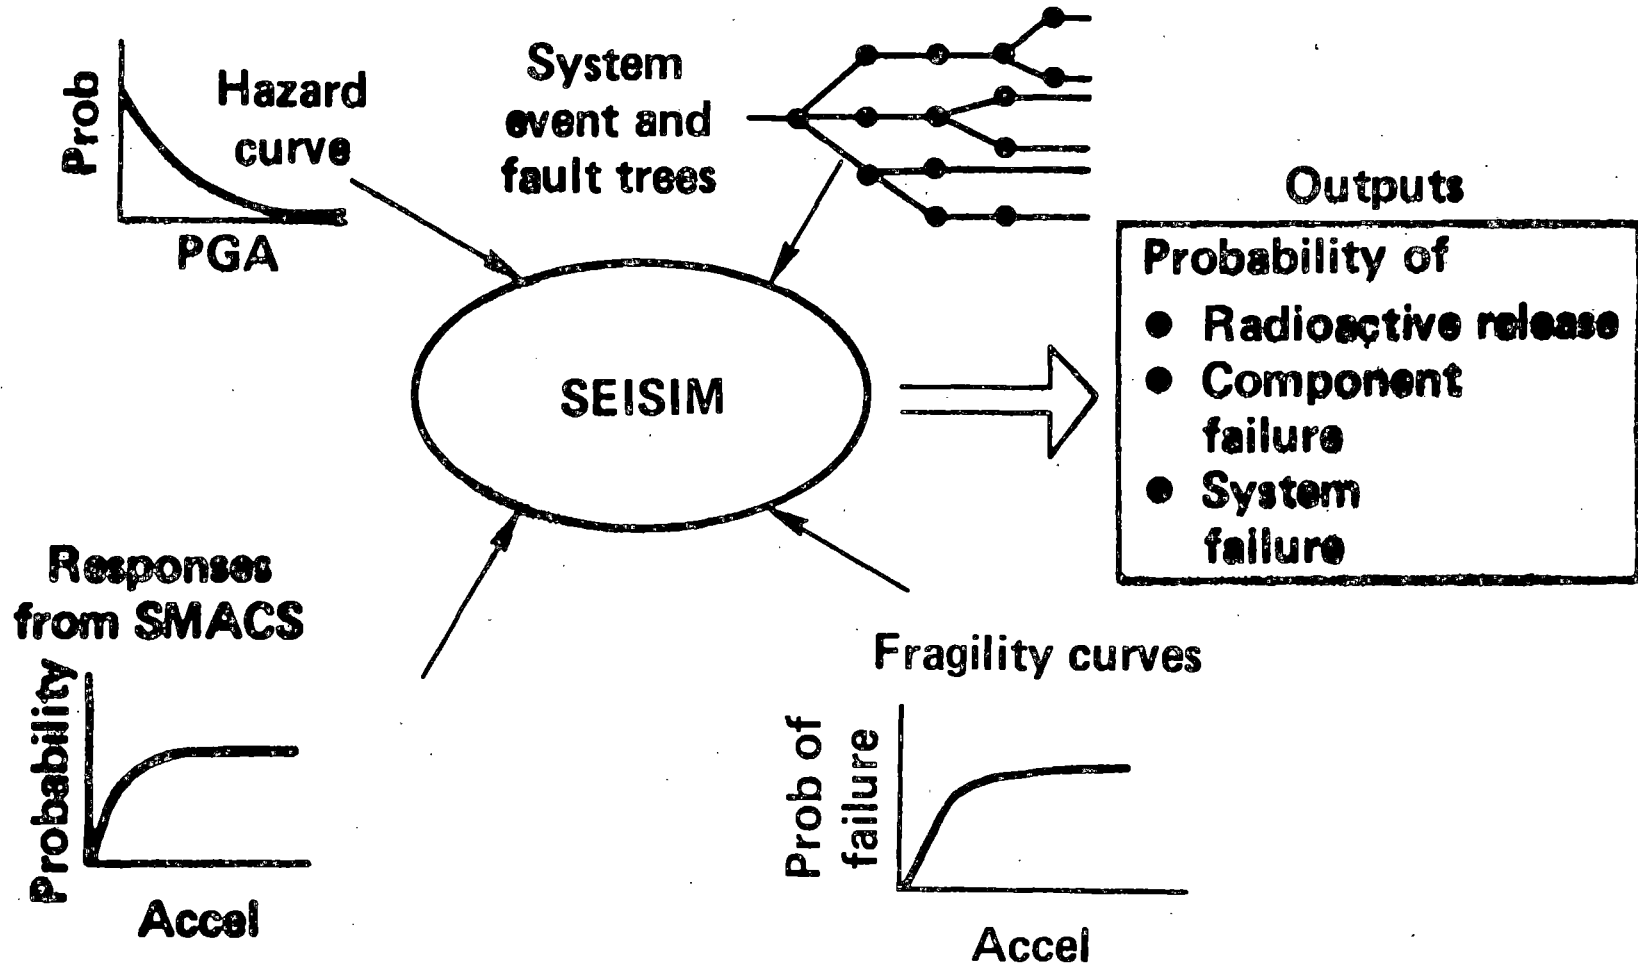 Prob
Hazard
curve
PGA
System
event and
fault trees
Outputs
Probability of
● Radioactive release
● Component
failure
● System
failure
SEISIM
Responses
from SMACS
Probability
Accel
Fragility curves
Prob of
failure
Accel